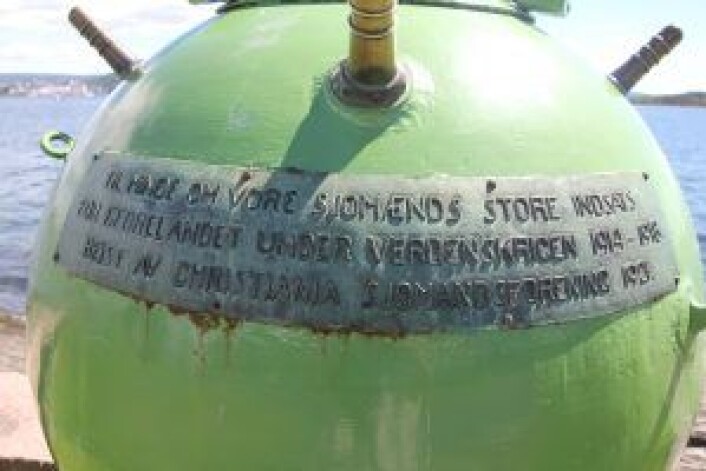 TIL MINDE OM VORE SJØMÆNDS STORE INDSATS
FOR FÆDRELANDET UNDER VERDENSKRIGEN 1914-1918
REIST AV CHRISTIANIA SJØMANDSFORENING